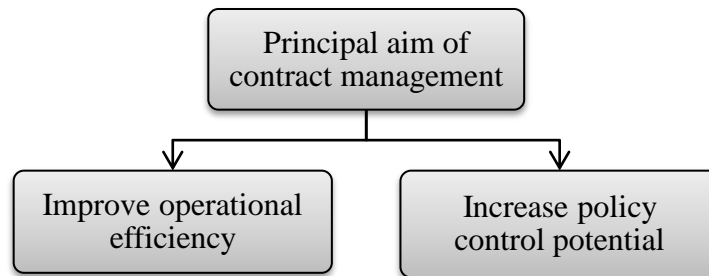 Principal aim of
contract management
Improve operational
efficiency
Increase policy
control potential